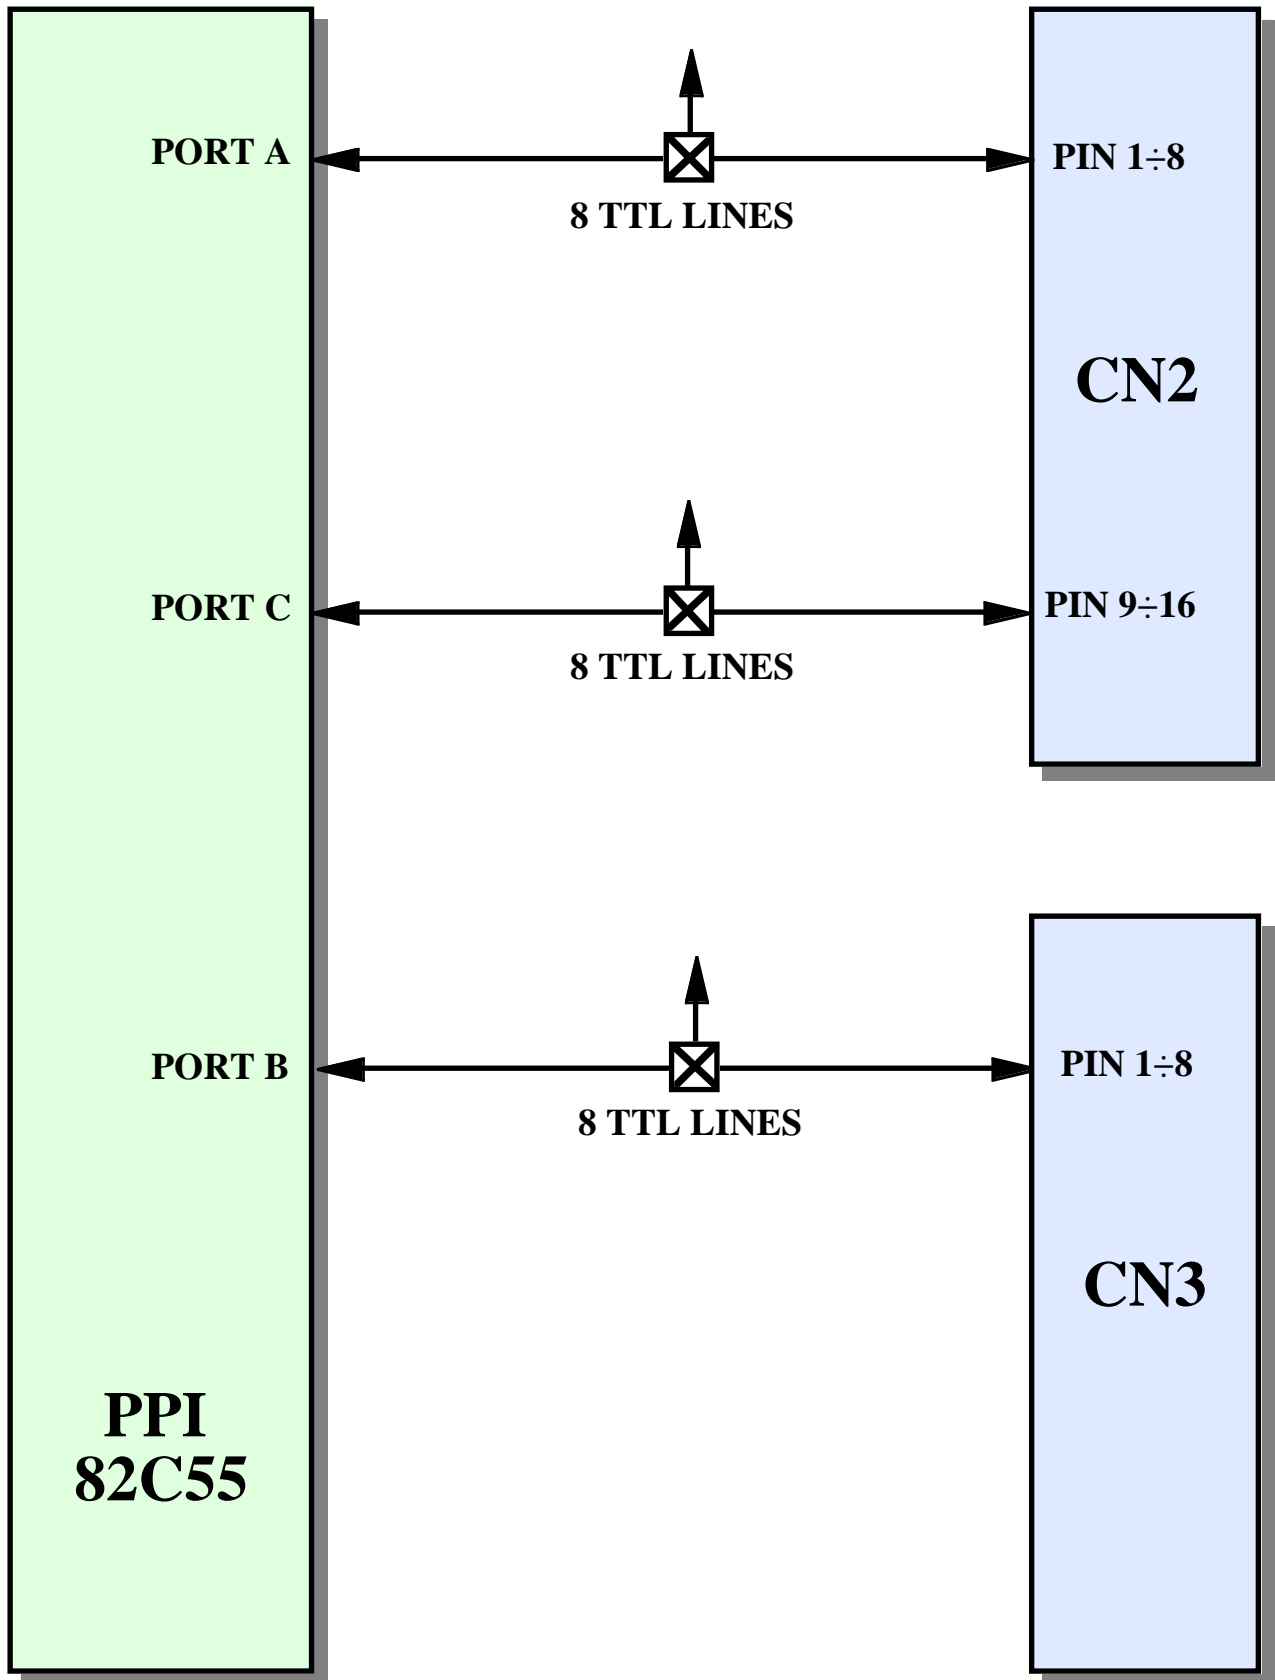 PORT A
PIN 1÷8
8 TTL LINES
CN2
PORT C
PIN 9÷16
8 TTL LINES
PORT B
PIN 1÷8
8 TTL LINES
CN3
PPI
82C55